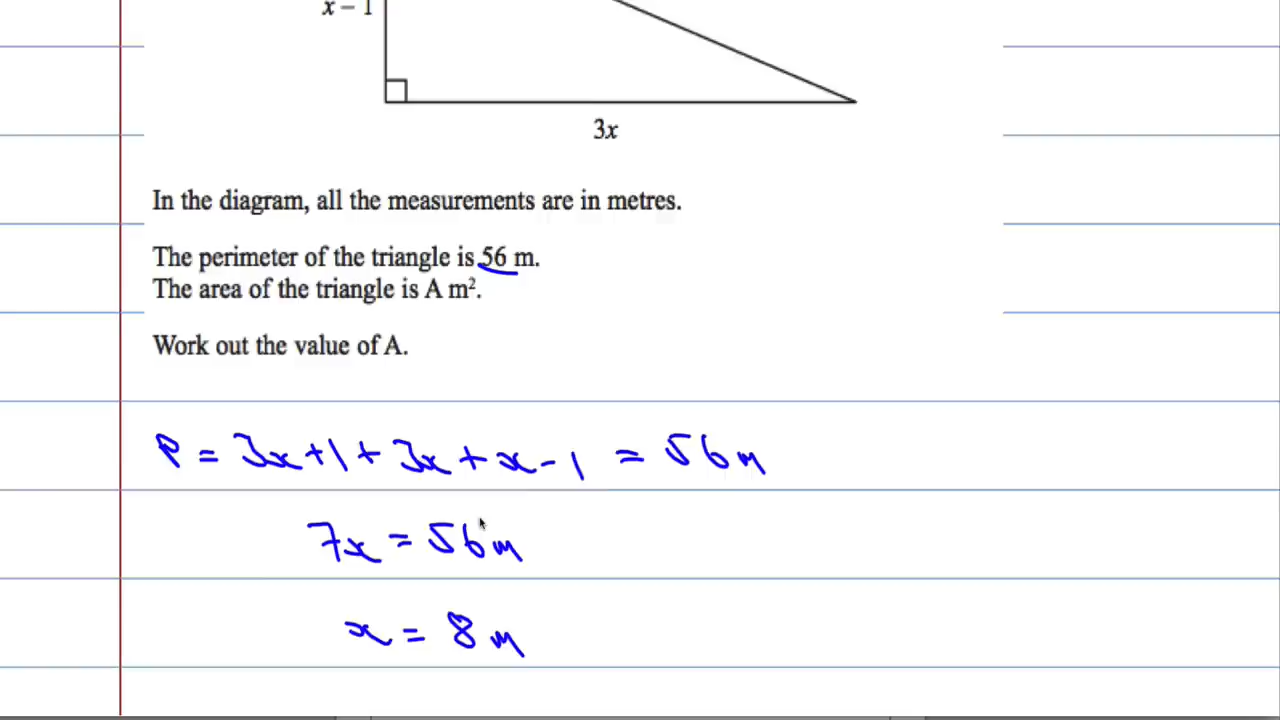 x – 1
3x
In the diagram, all the measurements are in metres.
The perimeter of the triangle is 56 m.
The area of the triangle is A m².
Work out the value of A.
P = 3x+1 + 3x + x - 1 = 56m
7x = 56m
x = 8m